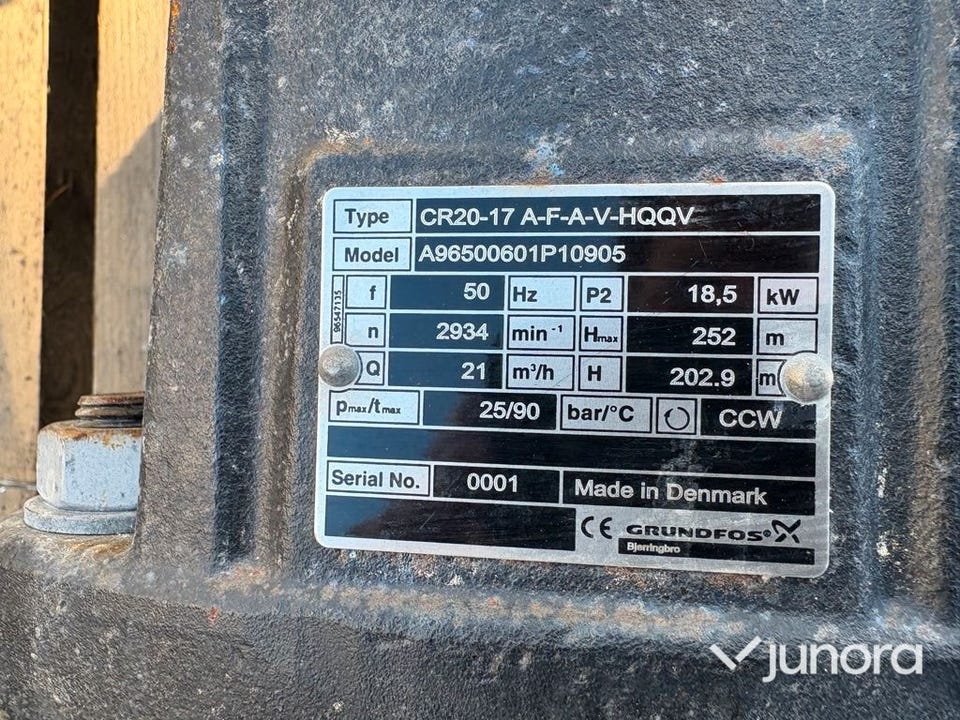 Type CR20-17 A-F-A-V-HQQV
Model A96500601P10905
96547115
f 50 Hz P2 18,5 kW
n 2934 min⁻¹ Hmax 252 m
Q 21 m³/h H 202.9 m
pmax/tmax 25/90 bar/°C CCW
Serial No. 0001 Made in Denmark
CE GRUNDFOS® X
Bjerringbro
junora